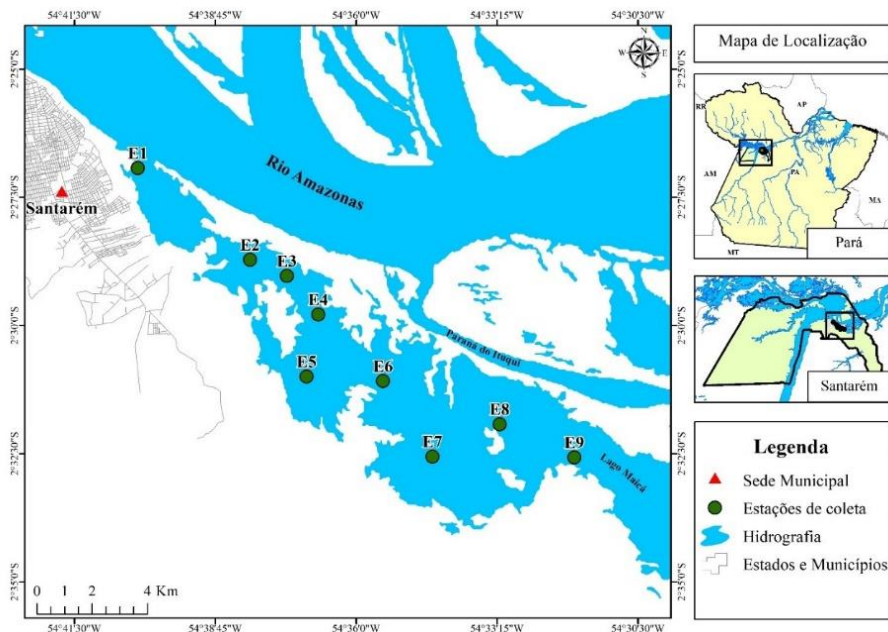 54°41'30"W 54°38'45"W 54°36'0"W 54°33'15"W 54°30'30"W
2°25'0"S
2°27'30"S
2°30'0"S
2°32'30"S
2°35'0"S
N
W E
S
E1
Santarém
Rio Amazonas
E2
E3
E4
Paraná do Ituqui
E5
E6
E7
E8
E9
Lago Maicá
0 1 2 4 Km
2°25'0"S
2°27'30"S
2°30'0"S
2°32'30"S
2°35'0"S
54°41'30"W 54°38'45"W 54°36'0"W 54°33'15"W 54°30'30"W
Mapa de Localização
RR
AP
AM
PA
MA
MT
Pará
Santarém
Legenda
Sede Municipal
Estações de coleta
Hidrografia
Estados e Municípios